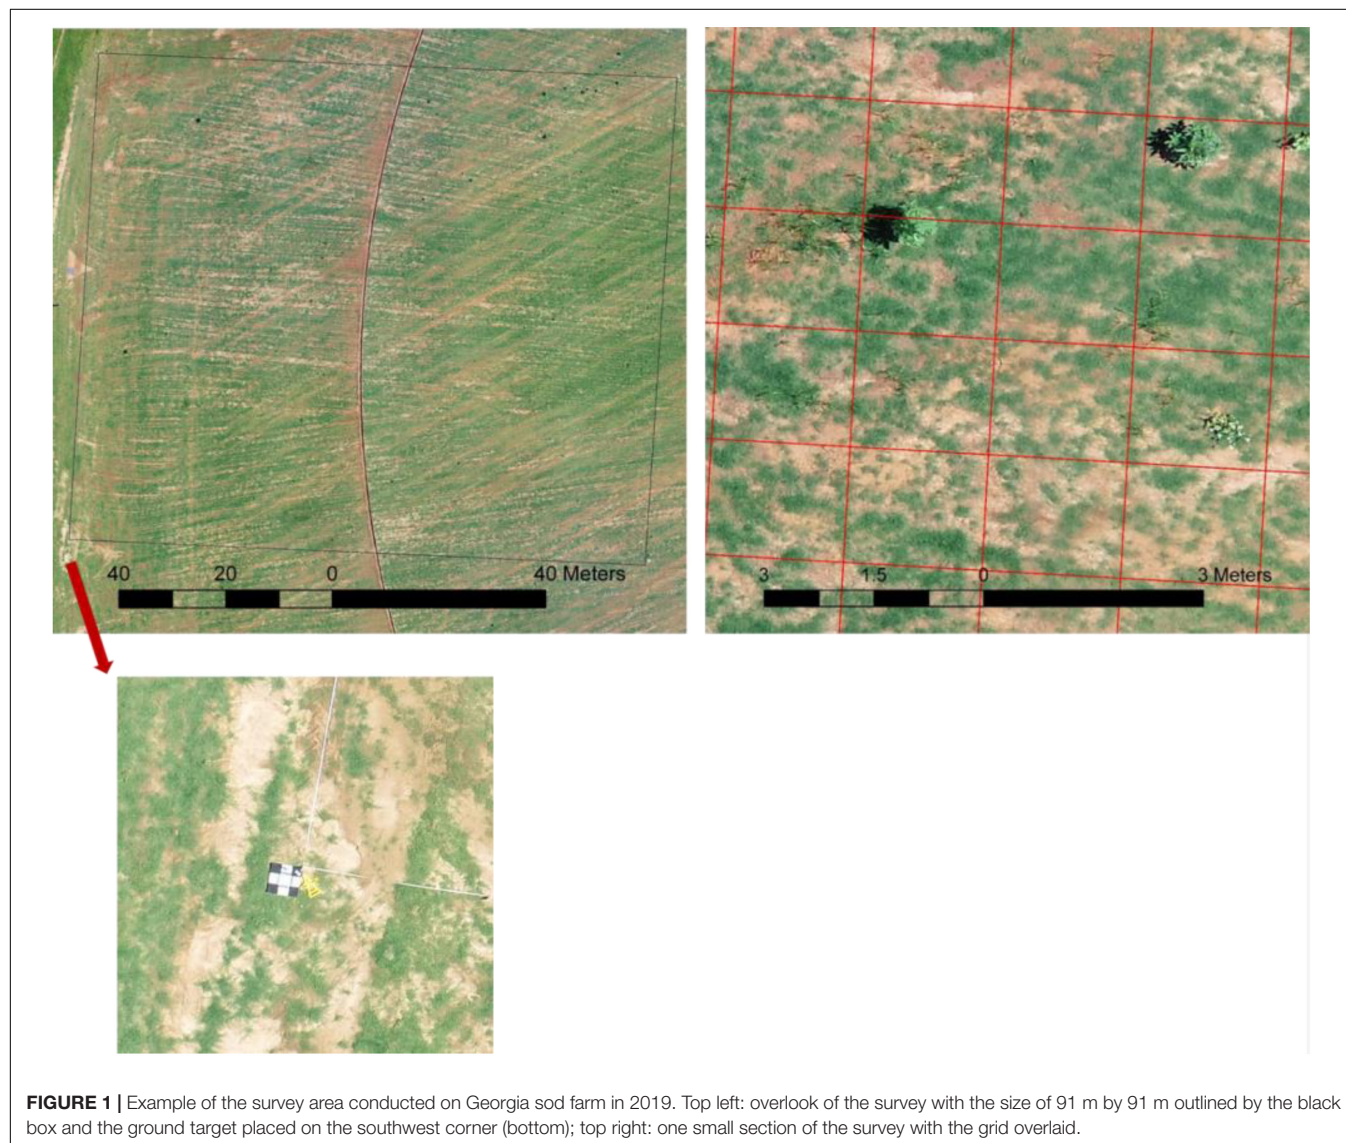 40 20 0 40 Meters
3 1.5 0 3 Meters
FIGURE 1 | Example of the survey area conducted on Georgia sod farm in 2019. Top left: overlook of the survey with the size of 91 m by 91 m outlined by the black
box and the ground target placed on the southwest corner (bottom); top right: one small section of the survey with the grid overlaid.